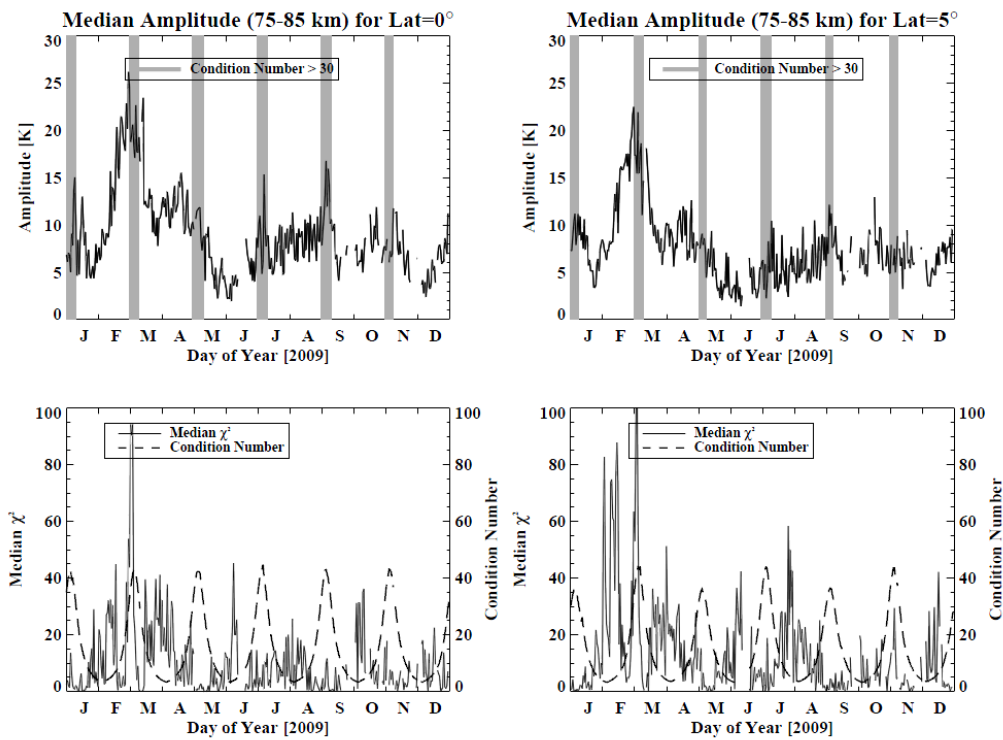 Median Amplitude (75-85 km) for Lat=0°
30
25
20
15
10
5
0
Amplitude [K]
Condition Number > 30
J F M A M J J A S O N D
Day of Year [2009]
Median Amplitude (75-85 km) for Lat=5°
30
25
20
15
10
5
0
Amplitude [K]
Condition Number > 30
J F M A M J J A S O N D
Day of Year [2009]
100
80
60
40
20
0
Median χ²
Median χ²
Condition Number
100
80
60
40
20
0
Condition Number
J F M A M J J A S O N D
Day of Year [2009]
100
80
60
40
20
0
Median χ²
Median χ²
Condition Number
100
80
60
40
20
0
Condition Number
J F M A M J J A S O N D
Day of Year [2009]